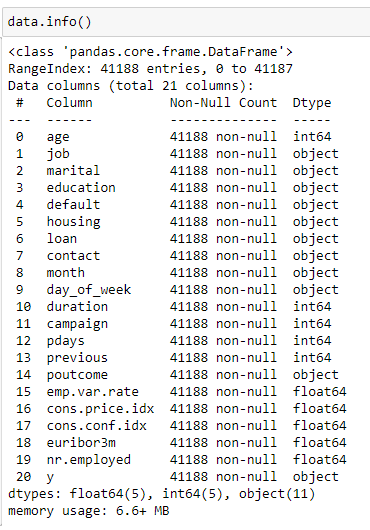 data.info()
<class 'pandas.core.frame.DataFrame'>
RangeIndex: 41188 entries, 0 to 41187
Data columns (total 21 columns):
 #   Column          Non-Null Count  Dtype
---  ------          --------------  -----
 0   age             41188 non-null  int64
 1   job             41188 non-null  object
 2   marital         41188 non-null  object
 3   education       41188 non-null  object
 4   default         41188 non-null  object
 5   housing         41188 non-null  object
 6   loan            41188 non-null  object
 7   contact         41188 non-null  object
 8   month           41188 non-null  object
 9   day_of_week     41188 non-null  object
 10  duration        41188 non-null  int64
 11  campaign        41188 non-null  int64
 12  pdays           41188 non-null  int64
 13  previous        41188 non-null  int64
 14  poutcome        41188 non-null  object
 15  emp.var.rate    41188 non-null  float64
 16  cons.price.idx  41188 non-null  float64
 17  cons.conf.idx   41188 non-null  float64
 18  euribor3m       41188 non-null  float64
 19  nr.employed     41188 non-null  float64
 20  y               41188 non-null  object
dtypes: float64(5), int64(5), object(11)
memory usage: 6.6+ MB